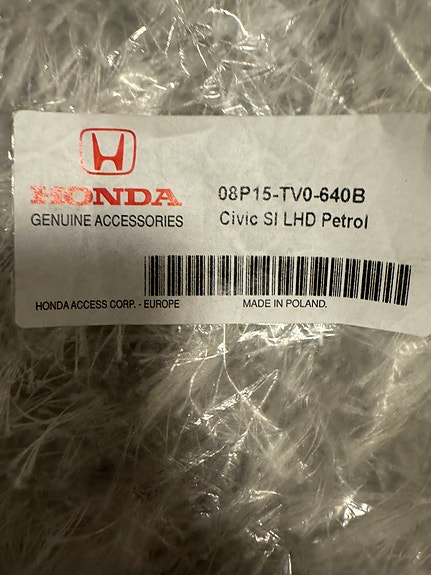 HONDA
GENUINE ACCESSORIES
08P15-TV0-640B
Civic SI LHD Petrol
HONDA ACCESS CORP. - EUROPE
MADE IN POLAND.